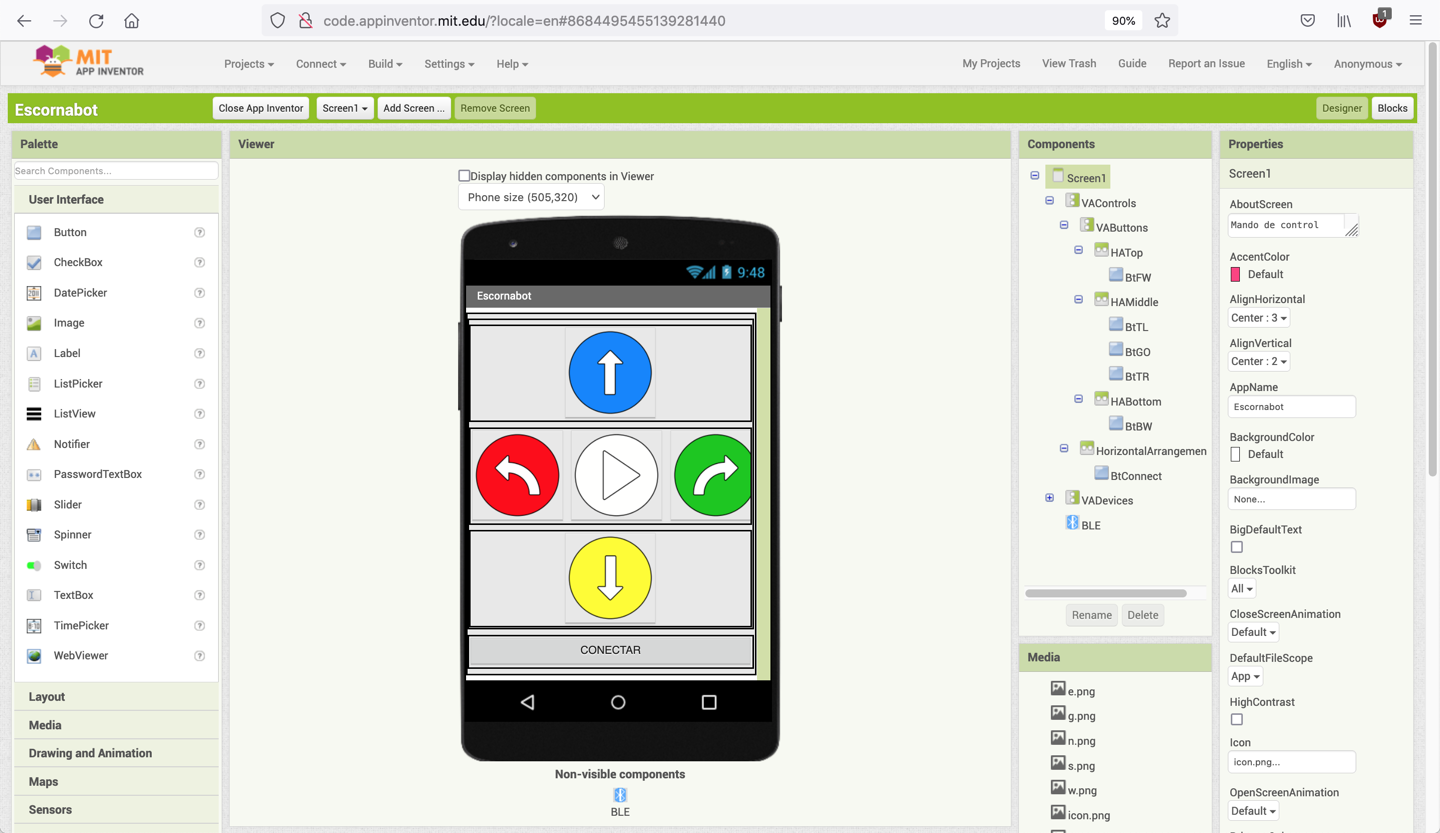 code.appinventor.mit.edu/?locale=en#8684495455139281440
90%
1
MIT
APP INVENTOR
Projects
Connect
Build
Settings
Help
My Projects
View Trash
Guide
Report an Issue
English
Anonymous
Escornabot
Close App Inventor
Screen1
Add Screen ...
Remove Screen
Designer
Blocks
Palette
Search Components...
User Interface
Button
CheckBox
DatePicker
Image
Label
ListPicker
ListView
Notifier
PasswordTextBox
Slider
Spinner
Switch
TextBox
TimePicker
WebViewer
Layout
Media
Drawing and Animation
Maps
Sensors
Viewer
Display hidden components in Viewer
Phone size (505,320)
9:48
Escornabot
CONECTAR
Non-visible components
BLE
Components
Screen1
VAControls
VAButtons
HATop
BtFW
HAMiddle
BtTL
BtGO
BtTR
HABottom
BtBW
HorizontalArrangemen
BtConnect
VADevices
BLE
Rename
Delete
Media
e.png
g.png
n.png
s.png
w.png
icon.png
Properties
Screen1
AboutScreen
Mando de control
AccentColor
Default
AlignHorizontal
Center : 3
AlignVertical
Center : 2
AppName
Escornabot
BackgroundColor
Default
BackgroundImage
None...
BigDefaultText
BlocksToolkit
All
CloseScreenAnimation
Default
DefaultFileScope
App
HighContrast
Icon
icon.png...
OpenScreenAnimation
Default